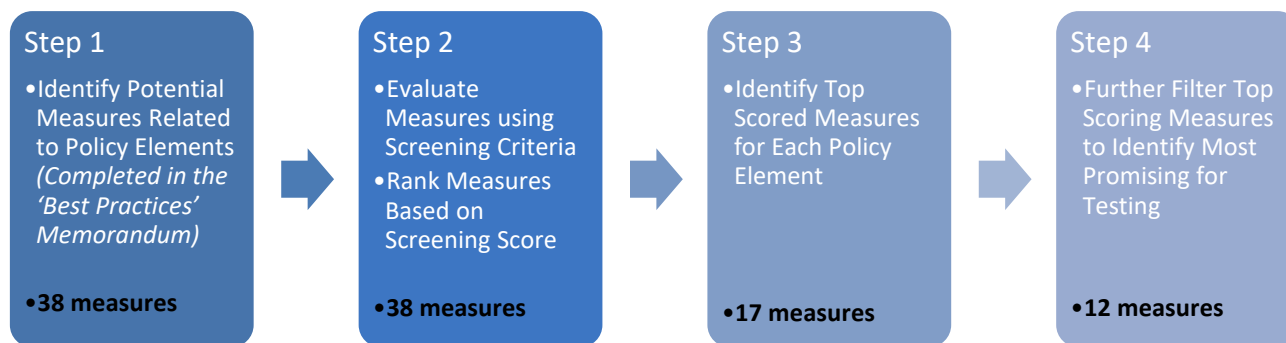 Step 1
•Identify Potential
Measures Related
to Policy Elements
(Completed in the
‘Best Practices’
Memorandum)
•38 measures
Step 2
•Evaluate
Measures using
Screening Criteria
•Rank Measures
Based on
Screening Score
•38 measures
Step 3
•Identify Top
Scored Measures
for Each Policy
Element
•17 measures
Step 4
•Further Filter Top
Scoring Measures
to Identify Most
Promising for
Testing
•12 measures